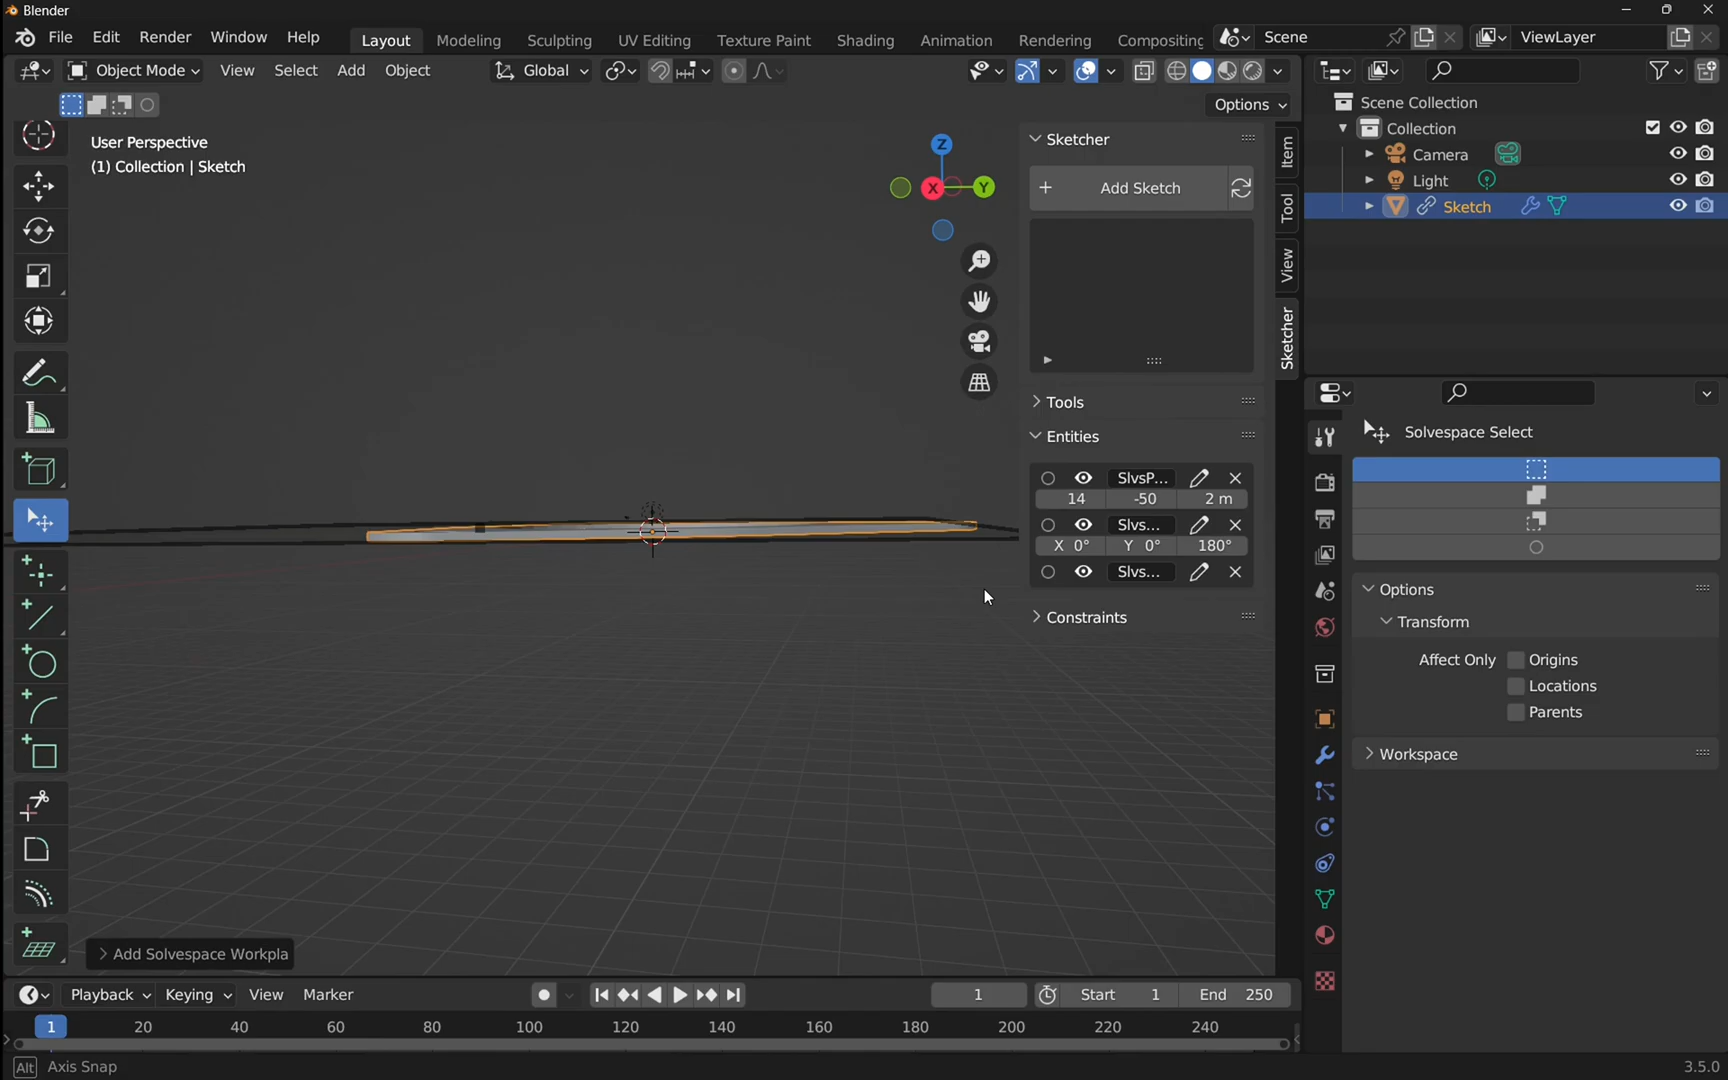 Blender
File Edit Render Window Help
Layout Modeling Sculpting UV Editing Texture Paint Shading Animation Rendering Compositing
Scene
ViewLayer
Object Mode View Select Add Object
Global
Options
User Perspective
(1) Collection | Sketch
Z
X
Y
Sketcher
Add Sketch
Tools
Entities
SlvsP...
14 -50 2 m
Slvs...
X 0° Y 0° 180°
Slvs...
Constraints
Item
Tool
View
Sketcher
Scene Collection
Collection
Camera
Light
Sketch
Solvespace Select
Options
Transform
Affect Only Origins
Locations
Parents
Workspace
Add Solvespace Workpla
Playback Keying View Marker
1
Start 1
End 250
1 20 40 60 80 100 120 140 160 180 200 220 240
Alt Axis Snap
3.5.0